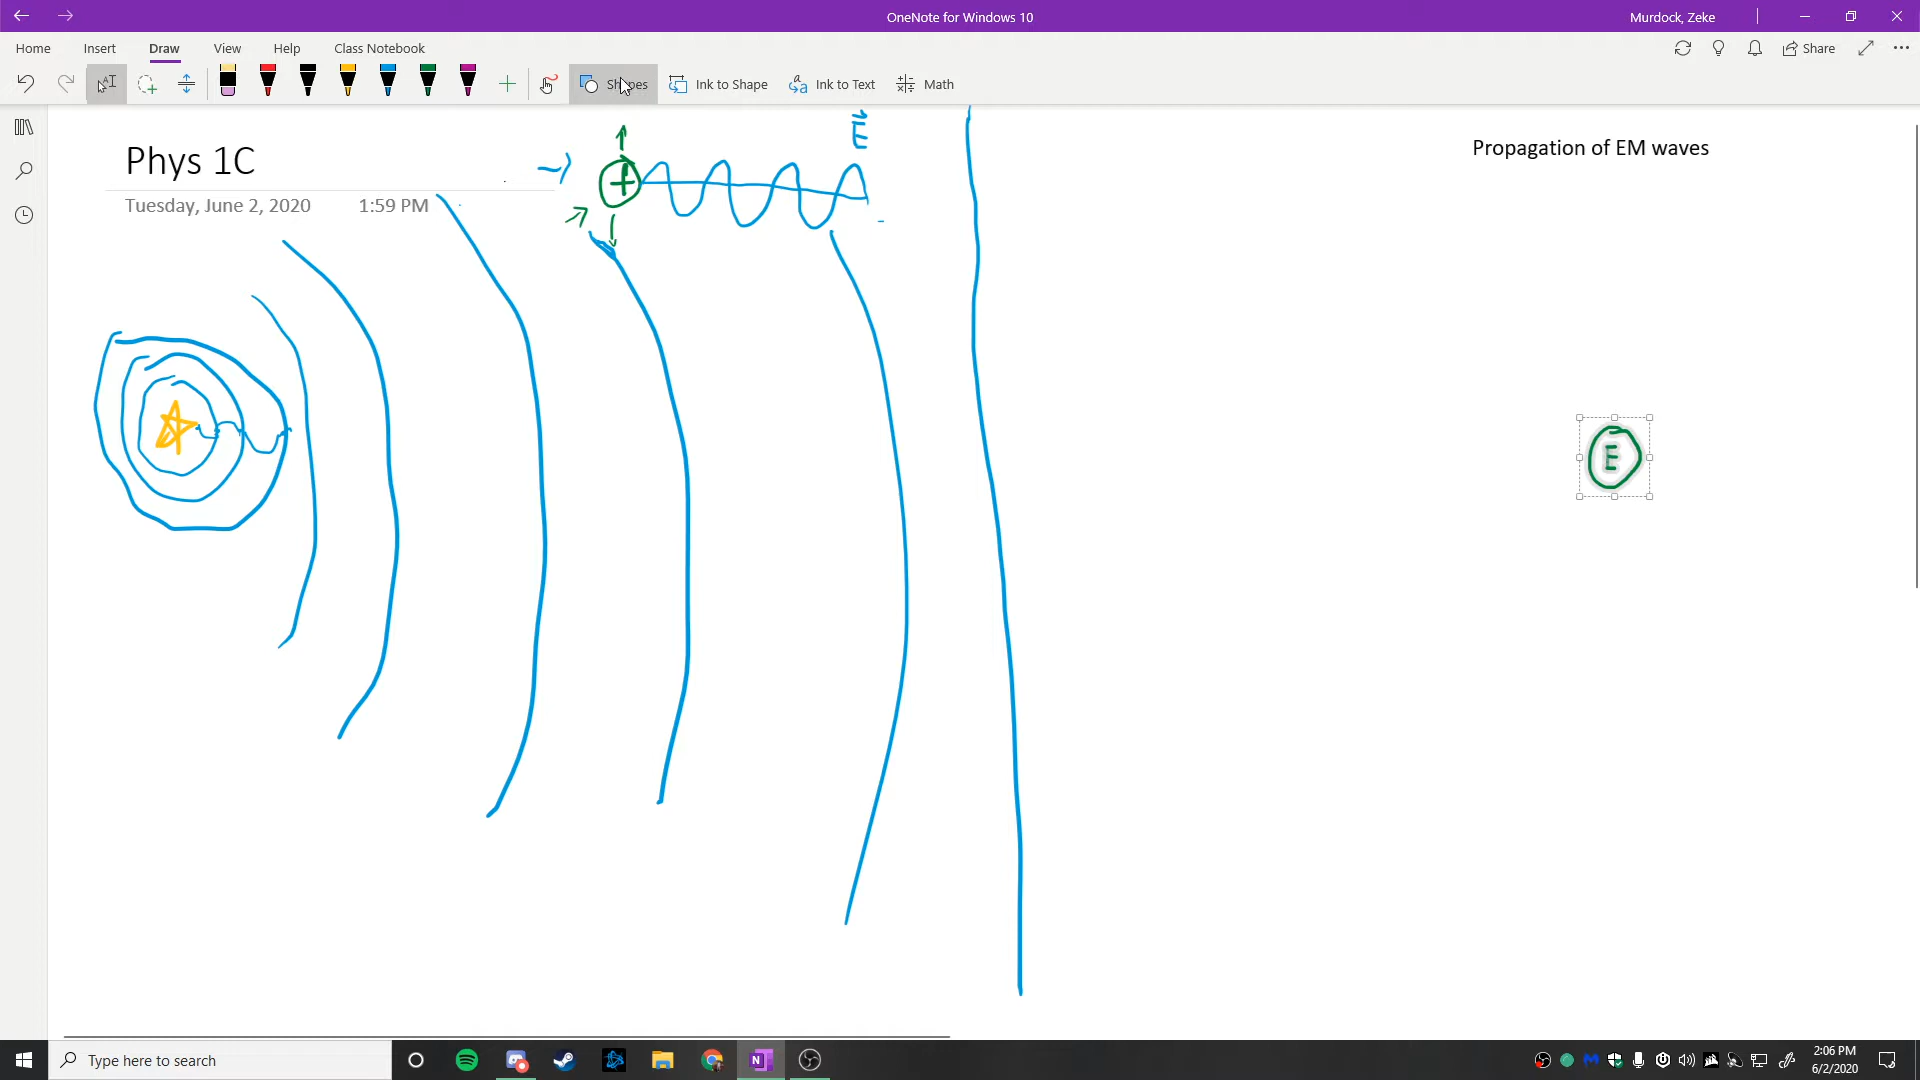 OneNote for Windows 10
Murdock, Zeke
Home Insert Draw View Help Class Notebook
Share
Shapes Ink to Shape Ink to Text Math
Phys 1C
Tuesday, June 2, 2020 1:59 PM
E
Propagation of EM waves
+
E
Type here to search
2:06 PM
6/2/2020